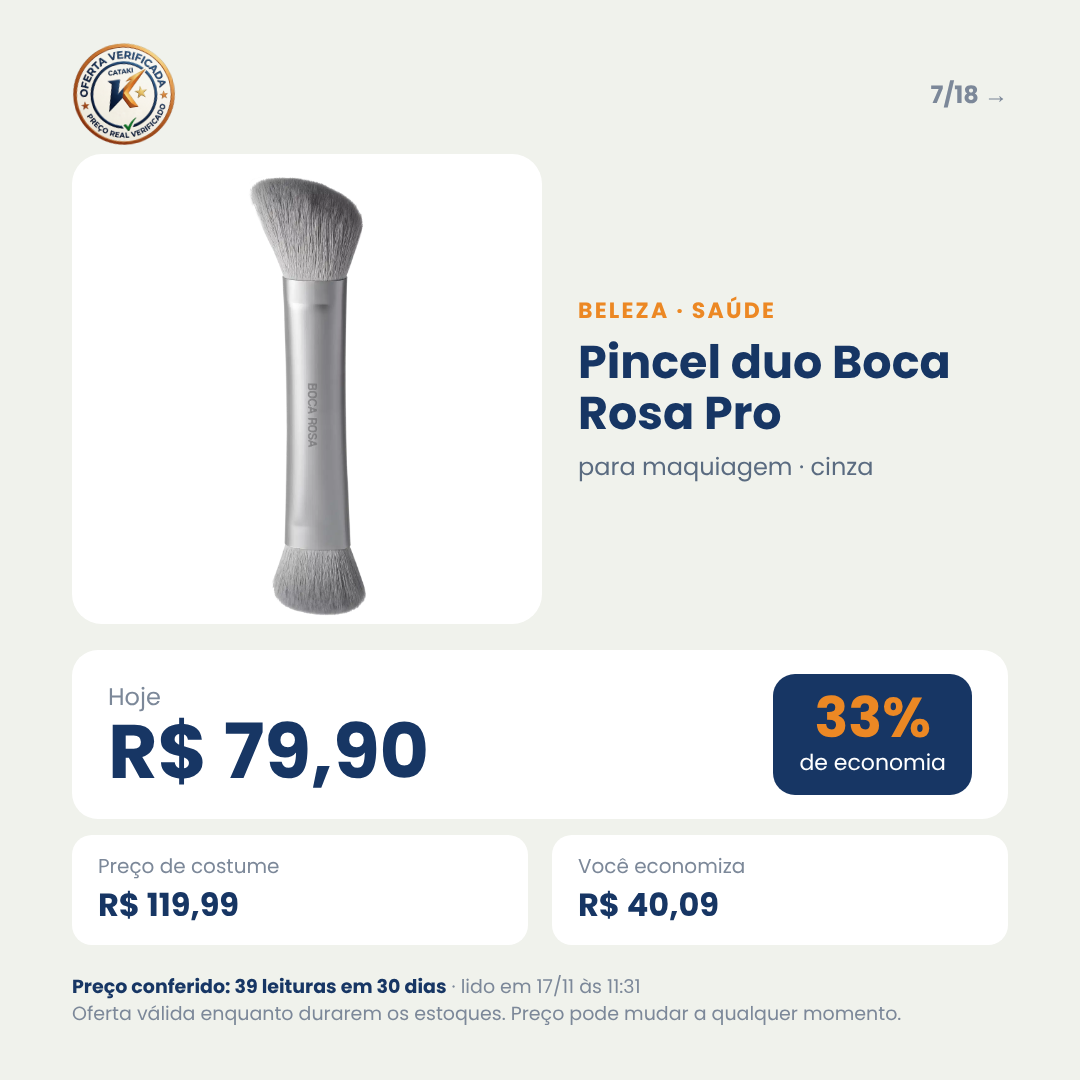 OFERTA VERIFICADA
CATAKI
PREÇO REAL VERIFICADO
7/18 →
BOCA ROSA
BELEZA · SAÚDE
Pincel duo Boca
Rosa Pro
para maquiagem · cinza
Hoje
R$ 79,90
33%
de economia
Preço de costume
R$ 119,99
Você economiza
R$ 40,09
Preço conferido: 39 leituras em 30 dias · lido em 17/11 às 11:31
Oferta válida enquanto durarem os estoques. Preço pode mudar a qualquer momento.